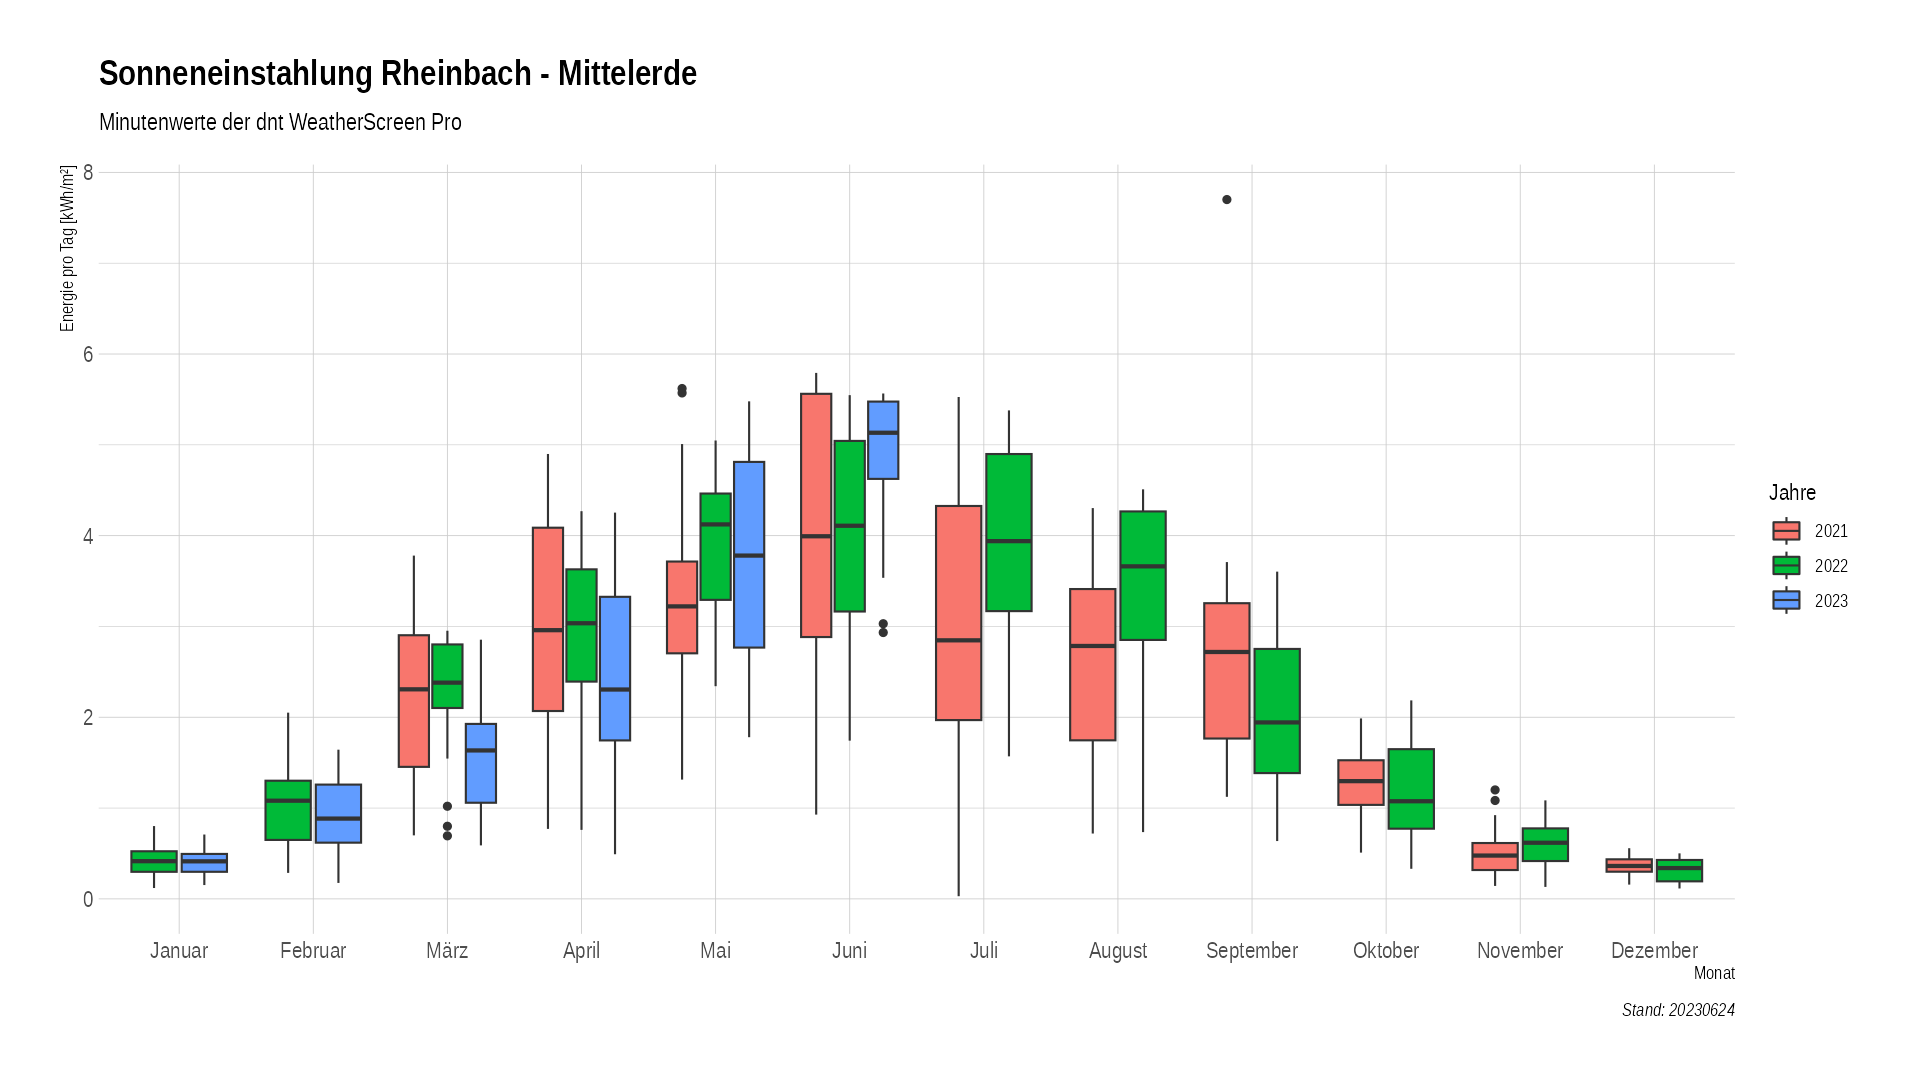 Sonneneinstahlung Rheinbach - Mittelerde
Minutenwerte der dnt WeatherScreen Pro
Energie pro Tag [kWh/m²]
8
6
4
2
0
Januar Februar März April Mai Juni Juli August September Oktober November Dezember
Monat
Jahre
2021
2022
2023
Stand: 20230624